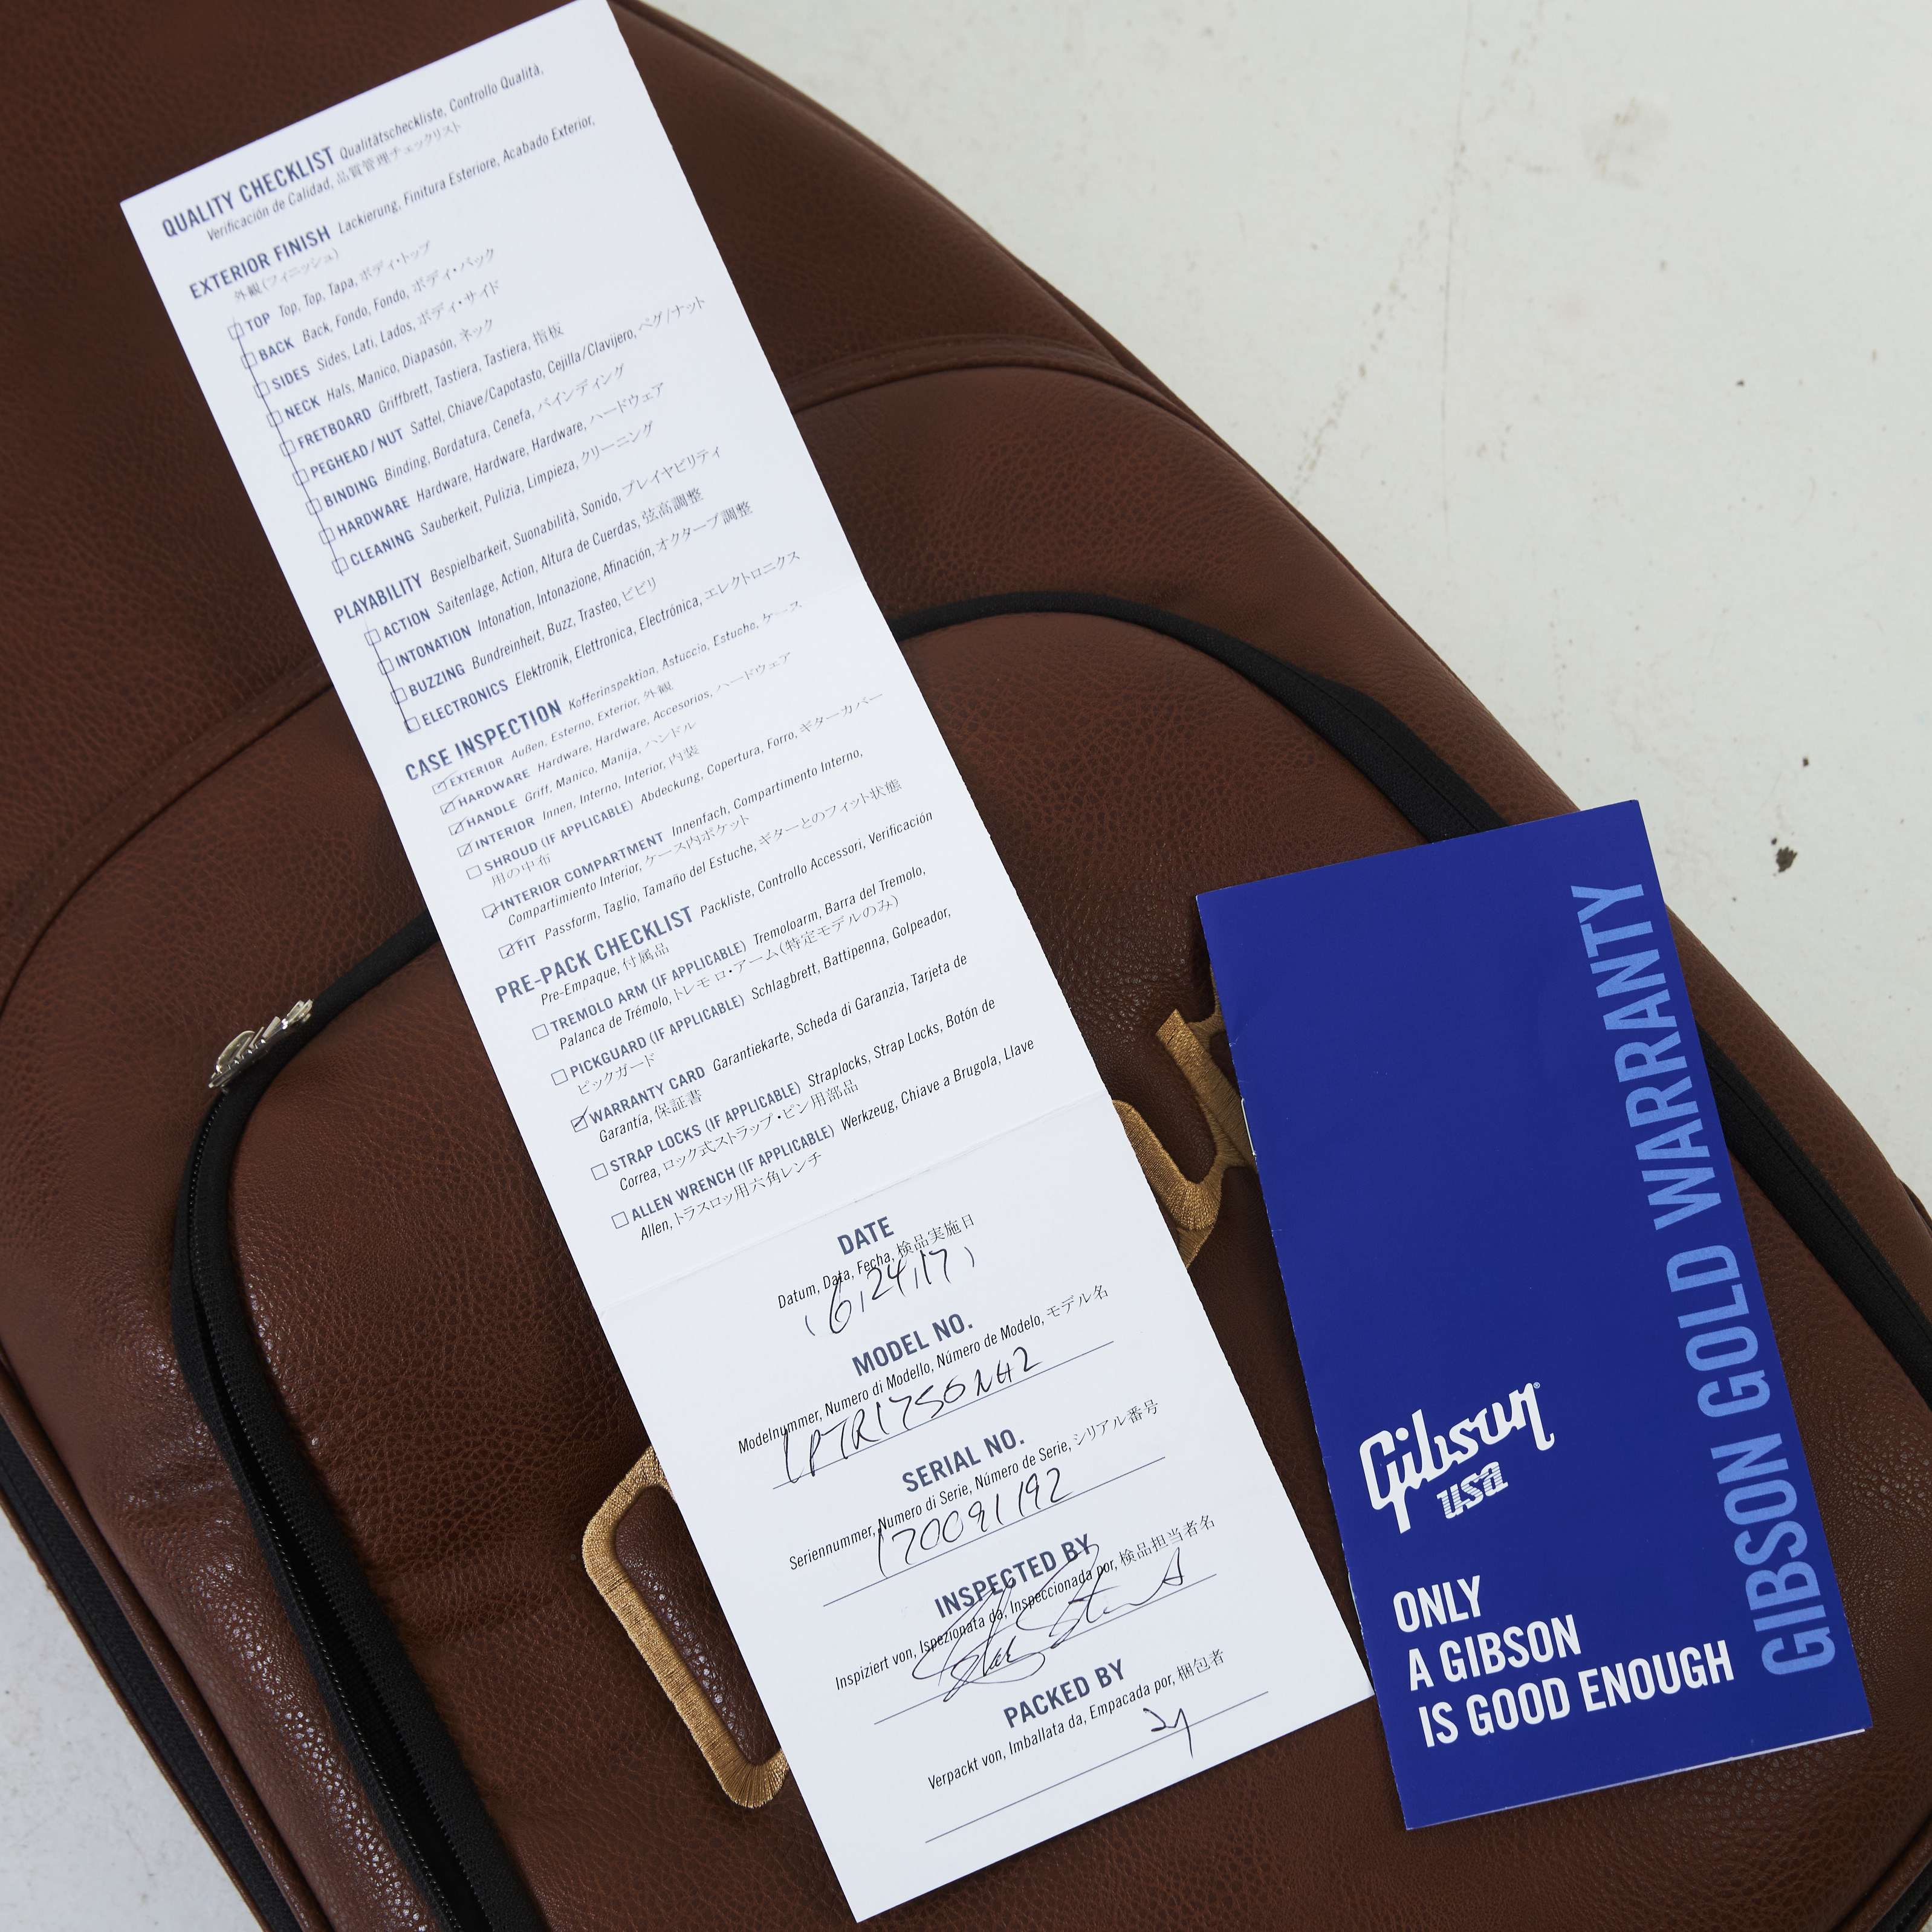 QUALITY CHECKLIST Qualitätscheckliste, Controllo Qualità,
Verificación de Calidad, 品質管理チェックリスト
EXTERIOR FINISH Lackierung, Finitura Esteriore, Acabado Exterior,
外観(フィニッシュ)
TOP Top, Top, Tapa, ボディ・トップ
BACK Back, Fondo, Fondo, ボディ・バック
SIDES Sides, Lati, Lados, ボディ・サイド
NECK Hals, Manico, Diapasón, ネック
FRETBOARD Griffbrett, Tastiera, Tastiera, 指板
PEGHEAD/NUT Sattel, Chiave/Capotasto, Cejilla/Clavijero, ペグ/ナット
BINDING Binding, Bordatura, Cenefa, バインディング
HARDWARE Hardware, Hardware, Hardware, ハードウェア
CLEANING Sauberkeit, Pulizia, Limpieza, クリーニング
PLAYABILITY Bespielbarkeit, Suonabilità, Sonido, プレイヤビリティ
ACTION Saitenlage, Action, Altura de Cuerdas, 弦高調整
INTONATION Intonation, Intonazione, Afinación, オクターブ調整
BUZZING Bundreinheit, Buzz, Trasteo, ビビリ
ELECTRONICS Elektronik, Elettronica, Electrónica, エレクトロニクス
CASE INSPECTION Kofferinspektion, Astuccio, Estucho, ケース
EXTERIOR Außen, Esterno, Exterior, 外観
HARDWARE Hardware, Hardware, Accesorios, ハードウェア
HANDLE Griff, Manico, Manija, ハンドル
INTERIOR Innen, Interno, Interior, 内装
SHROUD (IF APPLICABLE) Abdeckung, Copertura, Forro, ギターカバー
用の中布
INTERIOR COMPARTMENT Innenfach, Compartimento Interno,
Compartimiento Interior, ケース内ポケット
FIT Passform, Taglio, Tamaño del Estuche, ギターとのフィット状態
PRE-PACK CHECKLIST Packliste, Controllo Accessori, Verificación
Pre-Empaque, 付属品
TREMOLO ARM (IF APPLICABLE) Tremoloarm, Barra del Tremolo,
Palanca de Trémolo, トレモロ・アーム(特定モデルのみ)
PICKGUARD (IF APPLICABLE) Schlagbrett, Battipenna, Golpeador,
ピックガード
WARRANTY CARD Garantiekarte, Scheda di Garanzia, Tarjeta de
Garantía, 保証書
STRAP LOCKS (IF APPLICABLE) Straplocks, Strap Locks, Botón de
Correa, ロック式ストラップ・ピン用部品
ALLEN WRENCH (IF APPLICABLE) Werkzeug, Chiave a Brugola, Llave
Allen, トラスロッ用六角レンチ
DATE
Datum, Data, Fecha, 検品実施日
(6,24,17)
MODEL NO.
Modelnummer, Numero di Modello, Número de Modelo, モデル名
LPTR17SONH2
SERIAL NO.
Seriennummer, Numero di Serie, Número de Serie, シリアル番号
170091192
INSPECTED BY
Inspiziert von, Ispezionata da, Inspeccionada por, 検品担当者名
PACKED BY
Verpackt von, Imballata da, Empacada por, 梱包者
GIBSON GOLD WARRANTY
Gibson®
USA
ONLY
A GIBSON
IS GOOD ENOUGH